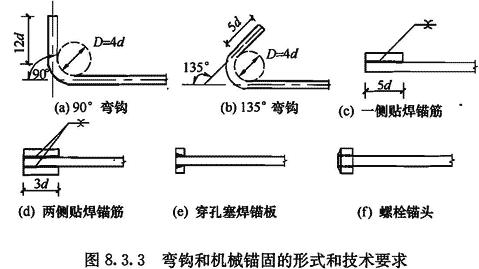 12d
90°
D=4d
(a) 90° 弯钩
5d
135°
D=4d
(b) 135° 弯钩
5d
(c) 一侧贴焊锚筋
3d
(d) 两侧贴焊锚筋
(e) 穿孔塞焊锚板
(f) 螺栓锚头
图 8.3.3 弯钩和机械锚固的形式和技术要求